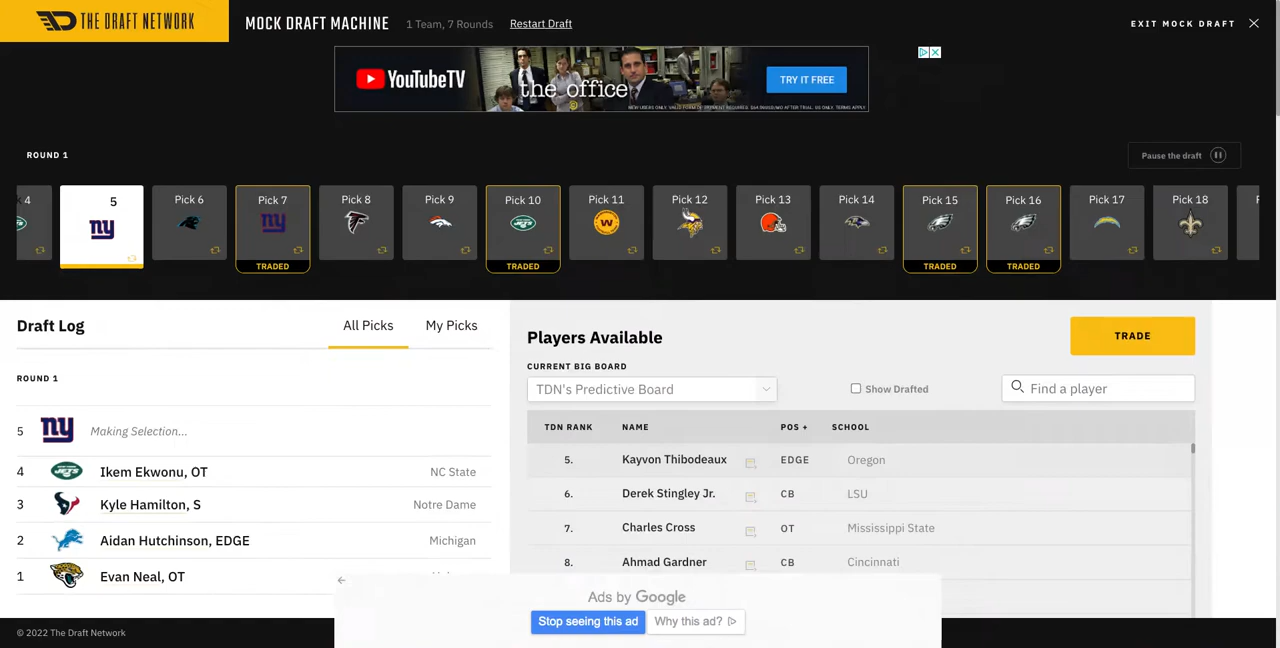 THE DRAFT NETWORK
MOCK DRAFT MACHINE
1 Team, 7 Rounds
Restart Draft
EXIT MOCK DRAFT
YouTubeTV
the office
TRY IT FREE
ROUND 1
Pause the draft
4
5
ny
Pick 6
Pick 7
ny
TRADED
Pick 8
Pick 9
Pick 10
JETS
TRADED
Pick 11
W
Pick 12
Pick 13
Pick 14
Pick 15
TRADED
Pick 16
TRADED
Pick 17
Pick 18
Draft Log
All Picks
My Picks
ROUND 1
5
ny
Making Selection...
4
JETS
Ikem Ekwonu, OT
NC State
3
Kyle Hamilton, S
Notre Dame
2
Aidan Hutchinson, EDGE
Michigan
1
Evan Neal, OT
Players Available
TRADE
CURRENT BIG BOARD
TDN's Predictive Board
Show Drafted
Find a player
TDN RANK NAME POS + SCHOOL
5. Kayvon Thibodeaux EDGE Oregon
6. Derek Stingley Jr. CB LSU
7. Charles Cross OT Mississippi State
8. Ahmad Gardner CB Cincinnati
Ads by Google
Stop seeing this ad
Why this ad?
© 2022 The Draft Network